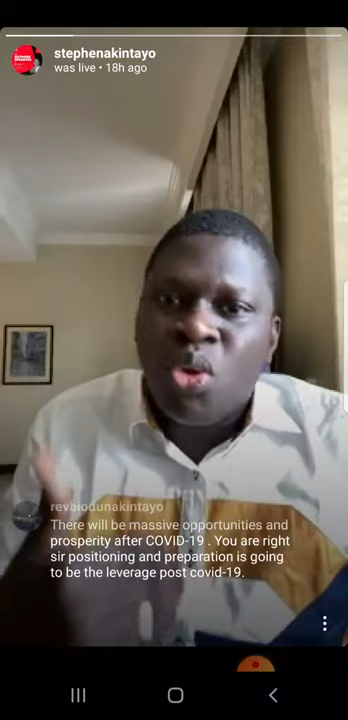 stephenakintayo
was live • 18h ago
revbiodunakintayo
There will be massive opportunities and
prosperity after COVID-19 . You are right
sir positioning and preparation is going
to be the leverage post covid-19.